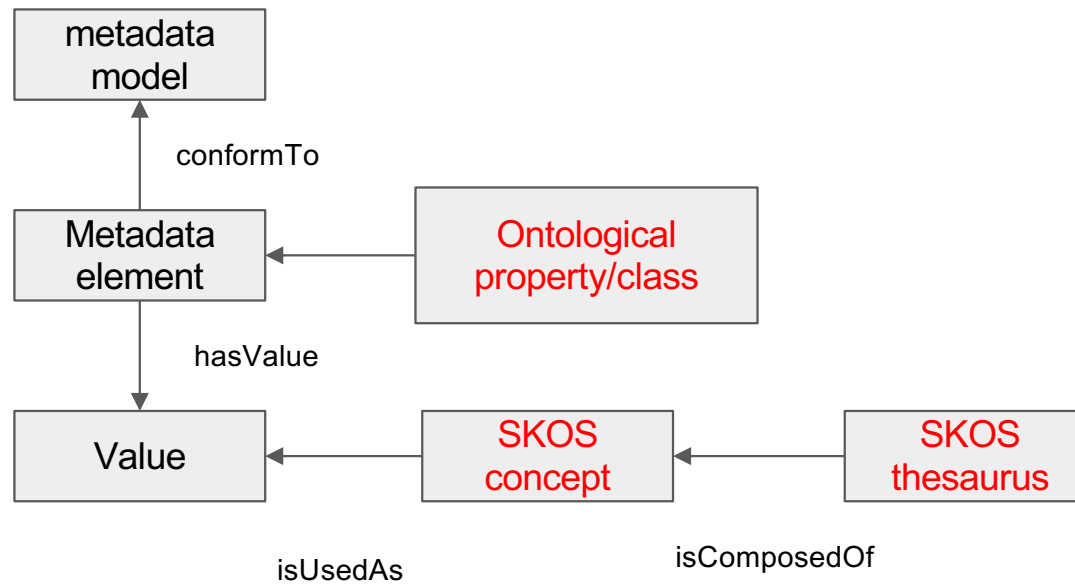 metadata
model
conformTo
Metadata
element
Ontological
property/class
hasValue
Value
SKOS
concept
SKOS
thesaurus
isUsedAs
isComposedOf